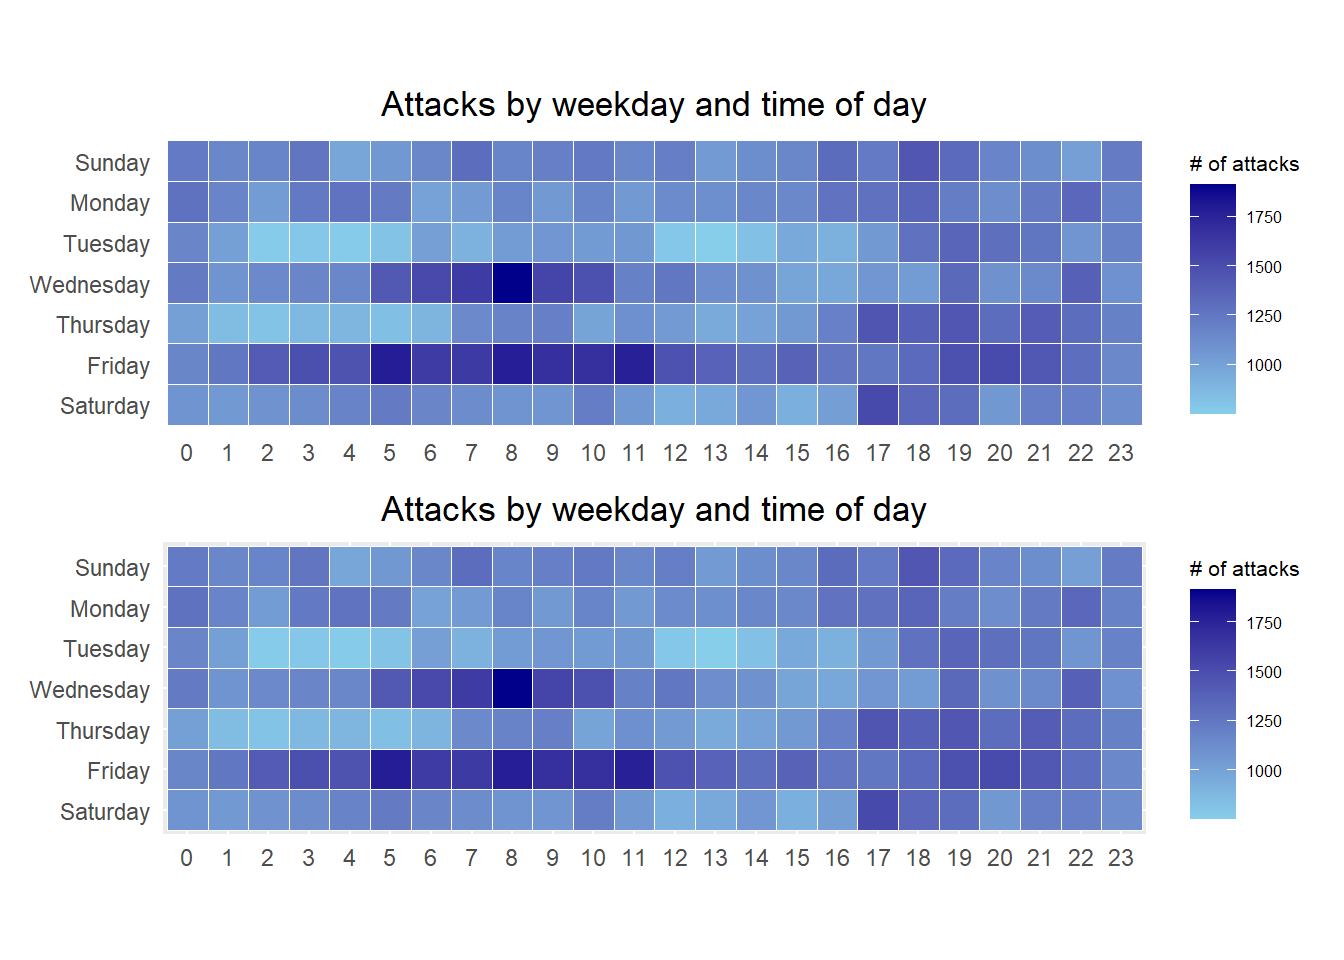 Attacks by weekday and time of day
Sunday
Monday
Tuesday
Wednesday
Thursday
Friday
Saturday
0 1 2 3 4 5 6 7 8 9 10 11 12 13 14 15 16 17 18 19 20 21 22 23
# of attacks
1750
1500
1250
1000
Attacks by weekday and time of day
Sunday
Monday
Tuesday
Wednesday
Thursday
Friday
Saturday
0 1 2 3 4 5 6 7 8 9 10 11 12 13 14 15 16 17 18 19 20 21 22 23
# of attacks
1750
1500
1250
1000